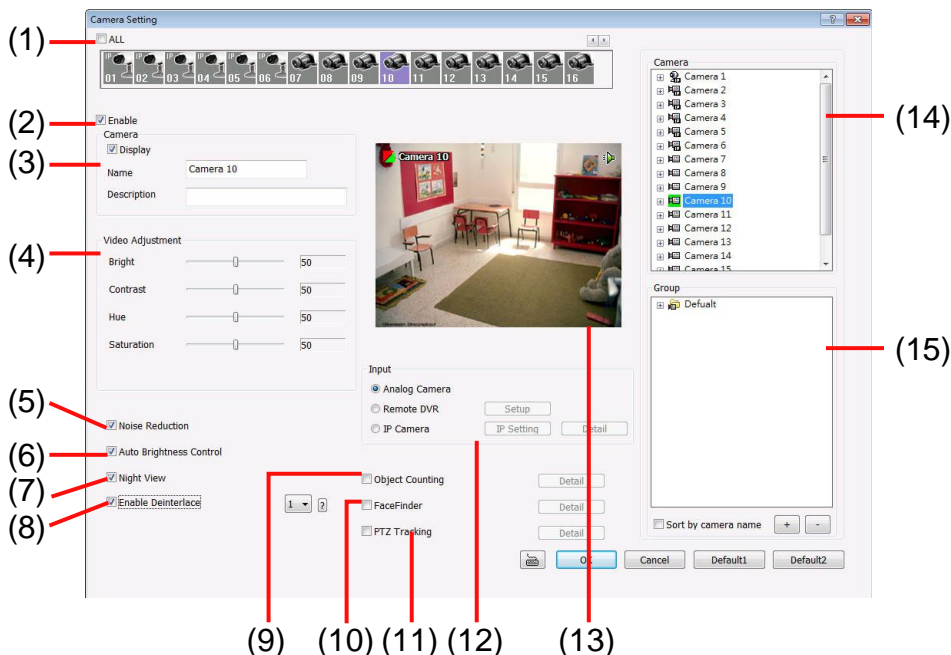 Camera Setting
(1)
ALL
IP 01 IP 02 IP 03 IP 04 IP 05 IP 06 07 08 09 10 11 12 13 14 15 16
(2)
Enable
Camera
(3)
Display
Name Camera 10
Description
(4)
Video Adjustment
Bright 50
Contrast 50
Hue 50
Saturation 50
(5)
Noise Reduction
(6)
Auto Brightness Control
(7)
Night View
(8)
Enable Deinterlace
1 ?
Camera 10
Input
Analog Camera
Remote DVR Setup
IP Camera IP Setting Detail
Object Counting Detail
FaceFinder Detail
PTZ Tracking Detail
Camera
Camera 1
Camera 2
Camera 3
Camera 4
Camera 5
Camera 6
Camera 7
Camera 8
Camera 9
Camera 10
Camera 11
Camera 12
Camera 13
Camera 14
Camera 15
(14)
Group
Defualt
(15)
Sort by camera name + -
OK Cancel Default1 Default2
(9) (10) (11) (12) (13)